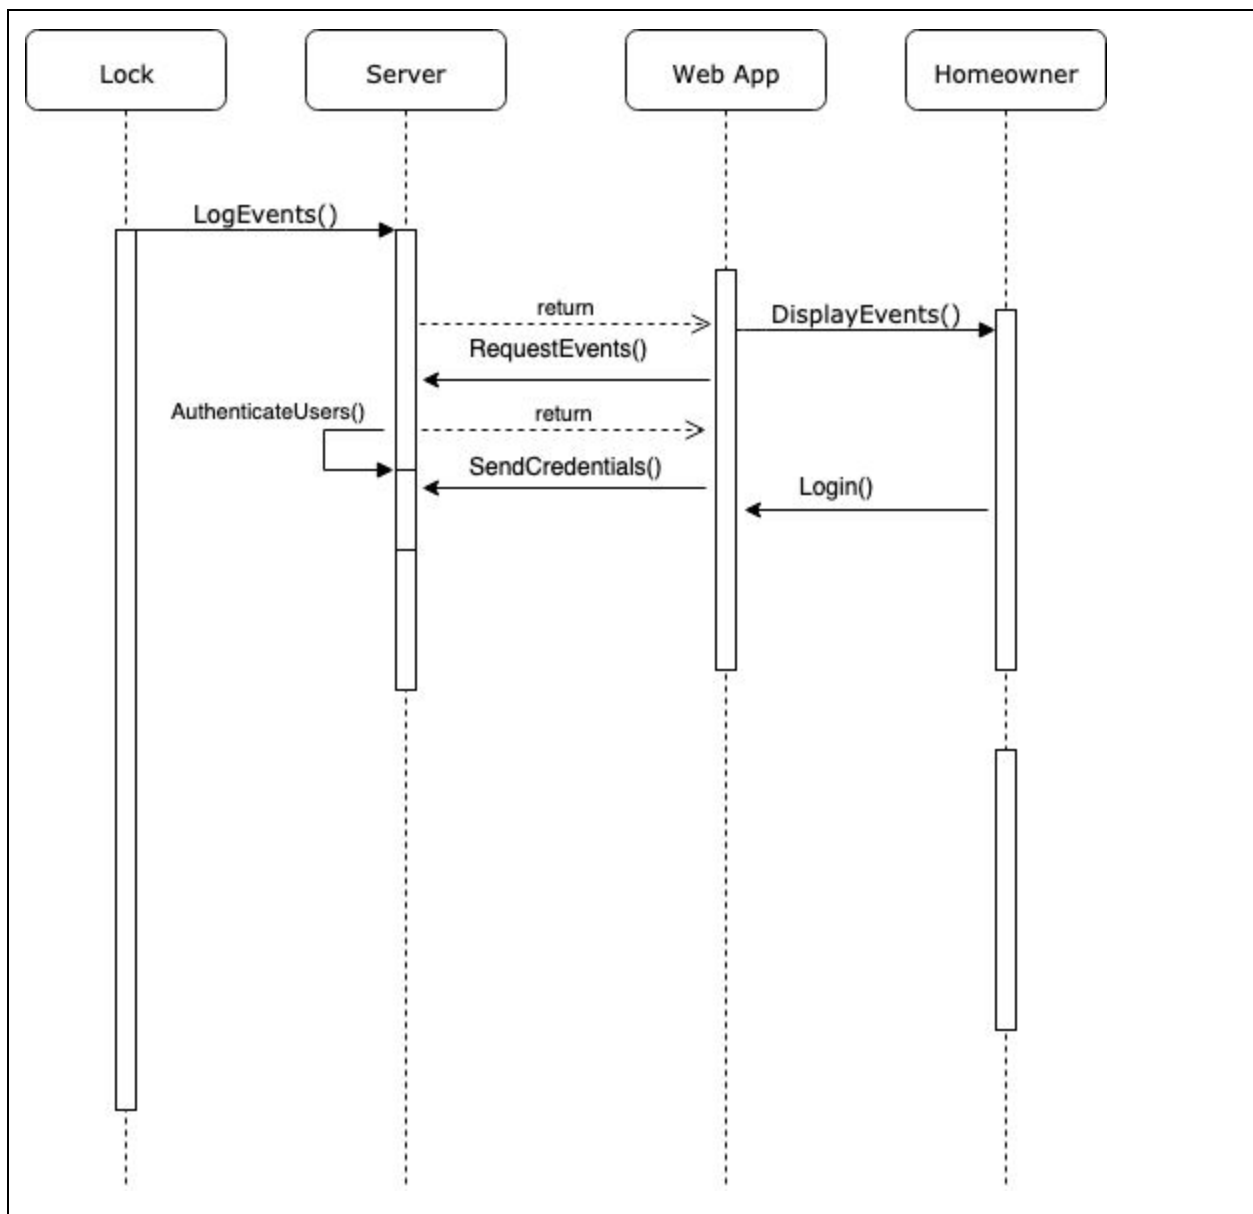 Lock
Server
Web App
Homeowner
LogEvents()
return
DisplayEvents()
RequestEvents()
AuthenticateUsers()
return
SendCredentials()
Login()